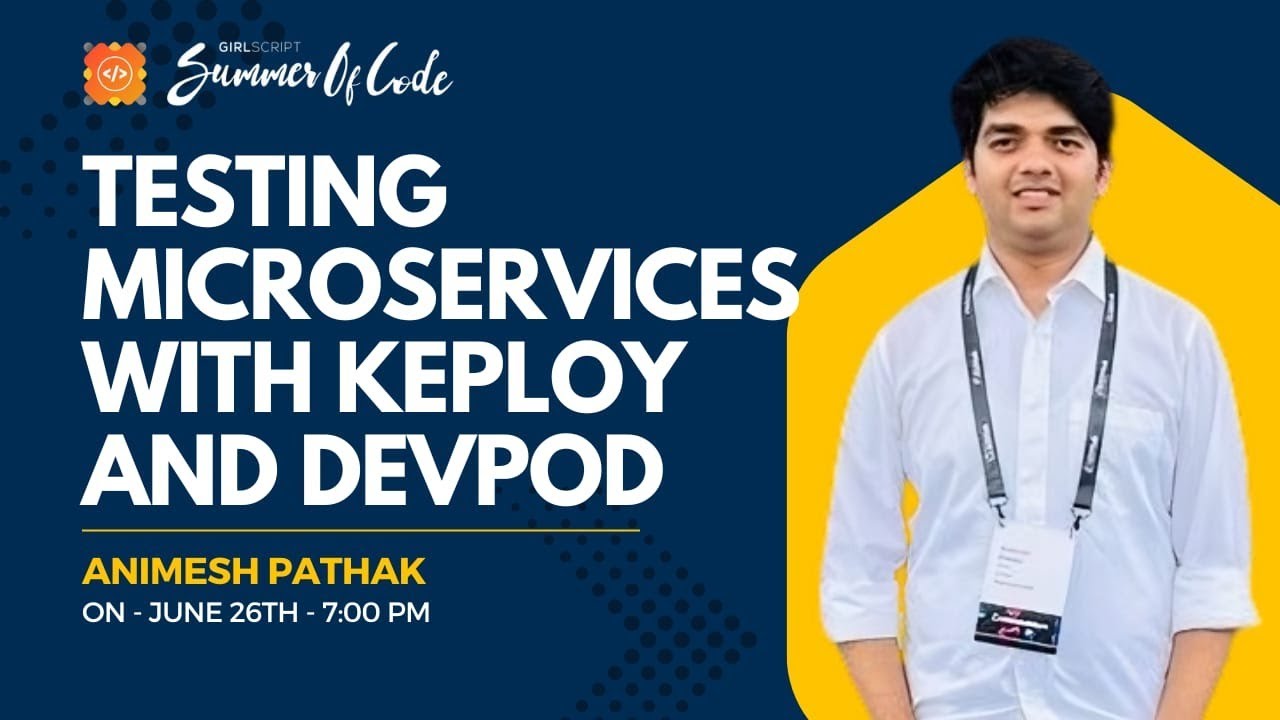 GIRLSCRIPT
Summer Of Code
TESTING
MICROSERVICES
WITH KEPLOY
AND DEVPOD
ANIMESH PATHAK
ON - JUNE 26TH - 7:00 PM